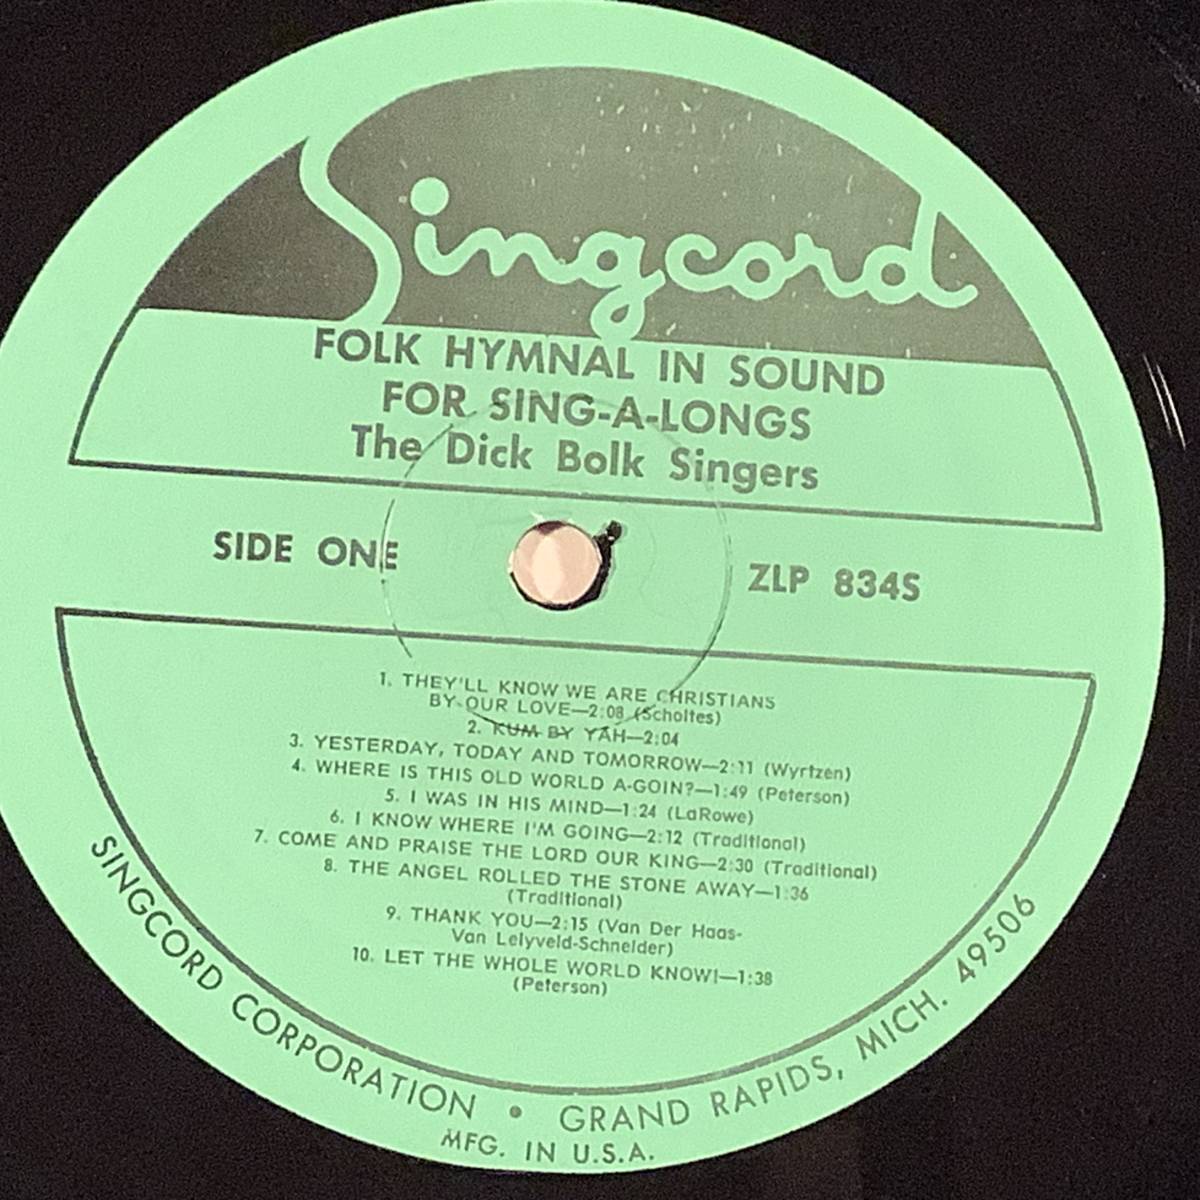 Singcord
FOLK HYMNAL IN SOUND
FOR SING-A-LONGS
The Dick Bolk Singers
SIDE ONE
ZLP 834S
1. THEY'LL KNOW WE ARE CHRISTIANS
BY OUR LOVE—2:08 (Scholtes)
2. KUM BY YAH—2:04
3. YESTERDAY, TODAY AND TOMORROW—2:11 (Wyrtzen)
4. WHERE IS THIS OLD WORLD A-GOIN?—1:49 (Peterson)
5. I WAS IN HIS MIND—1:24 (LaRowe)
6. I KNOW WHERE I'M GOING—2:12 (Traditional)
7. COME AND PRAISE THE LORD OUR KING—2:30 (Traditional)
8. THE ANGEL ROLLED THE STONE AWAY—1:36
(Traditional)
9. THANK YOU—2:15 (Van Der Haas-
Van Lelyveld-Schneider)
10. LET THE WHOLE WORLD KNOW!—1:38
(Peterson)
SINGCORD CORPORATION • GRAND RAPIDS, MICH. 49506
MFG. IN U.S.A.